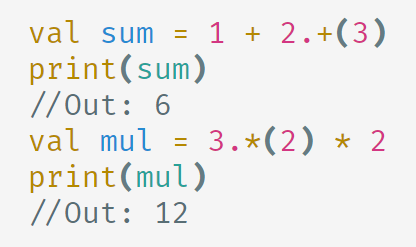 val sum = 1 + 2.+(3)
print(sum)
//Out: 6
val mul = 3.*(2) * 2
print(mul)
//Out: 12